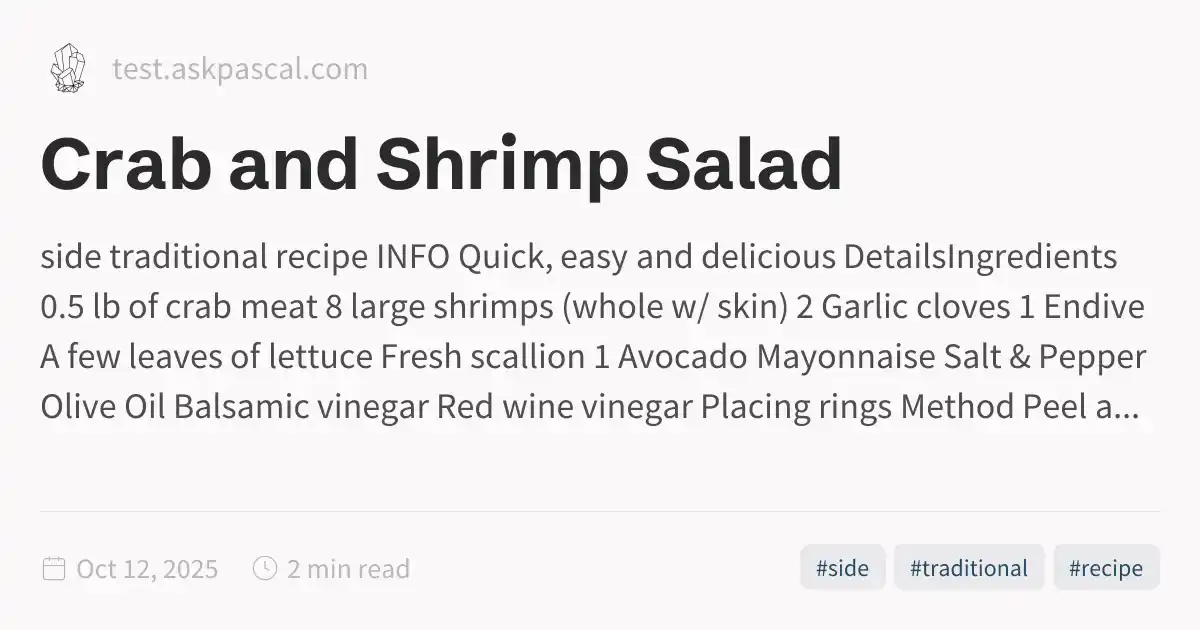 test.askpascal.com
Crab and Shrimp Salad
side traditional recipe INFO Quick, easy and delicious DetailsIngredients
0.5 lb of crab meat 8 large shrimps (whole w/ skin) 2 Garlic cloves 1 Endive
A few leaves of lettuce Fresh scallion 1 Avocado Mayonnaise Salt & Pepper
Olive Oil Balsamic vinegar Red wine vinegar Placing rings Method Peel a...
Oct 12, 2025 2 min read #side #traditional #recipe